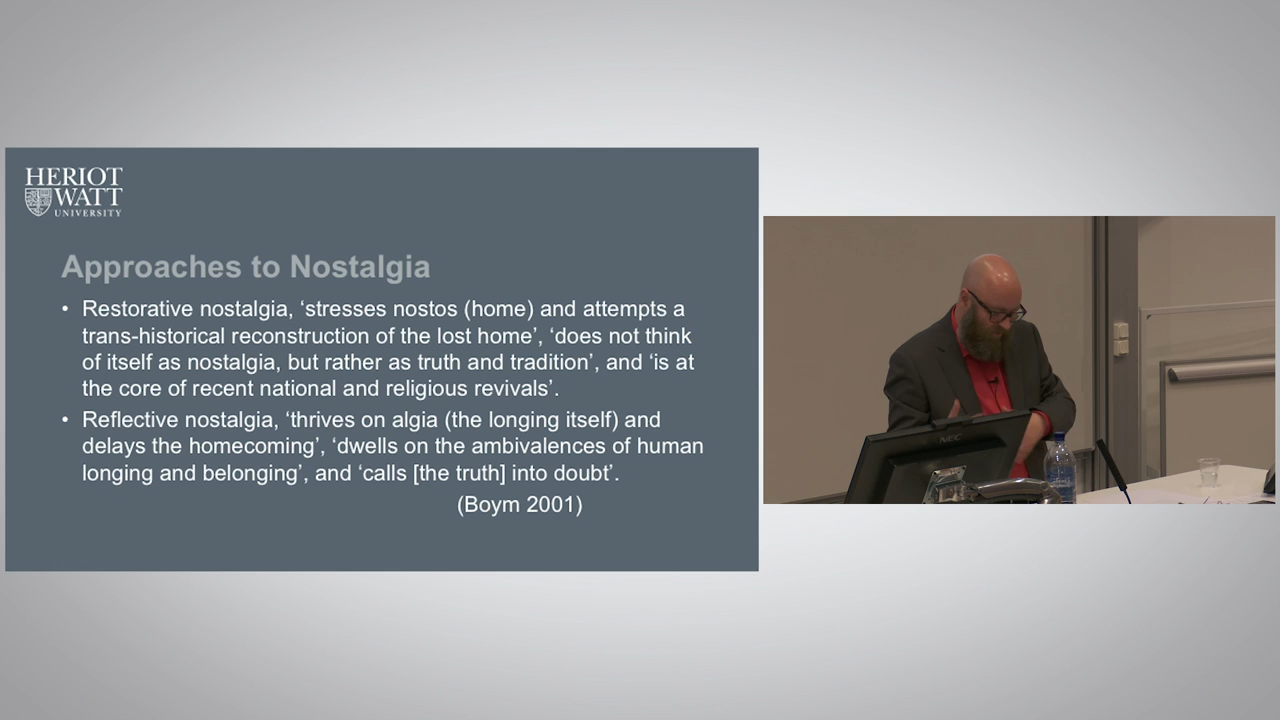 HERIOT
WATT
UNIVERSITY
Approaches to Nostalgia
• Restorative nostalgia, ‘stresses nostos (home) and attempts a
trans-historical reconstruction of the lost home’, ‘does not think
of itself as nostalgia, but rather as truth and tradition’, and ‘is at
the core of recent national and religious revivals’.
• Reflective nostalgia, ‘thrives on algia (the longing itself) and
delays the homecoming’, ‘dwells on the ambivalences of human
longing and belonging’, and ‘calls [the truth] into doubt’.
(Boym 2001)
NEC